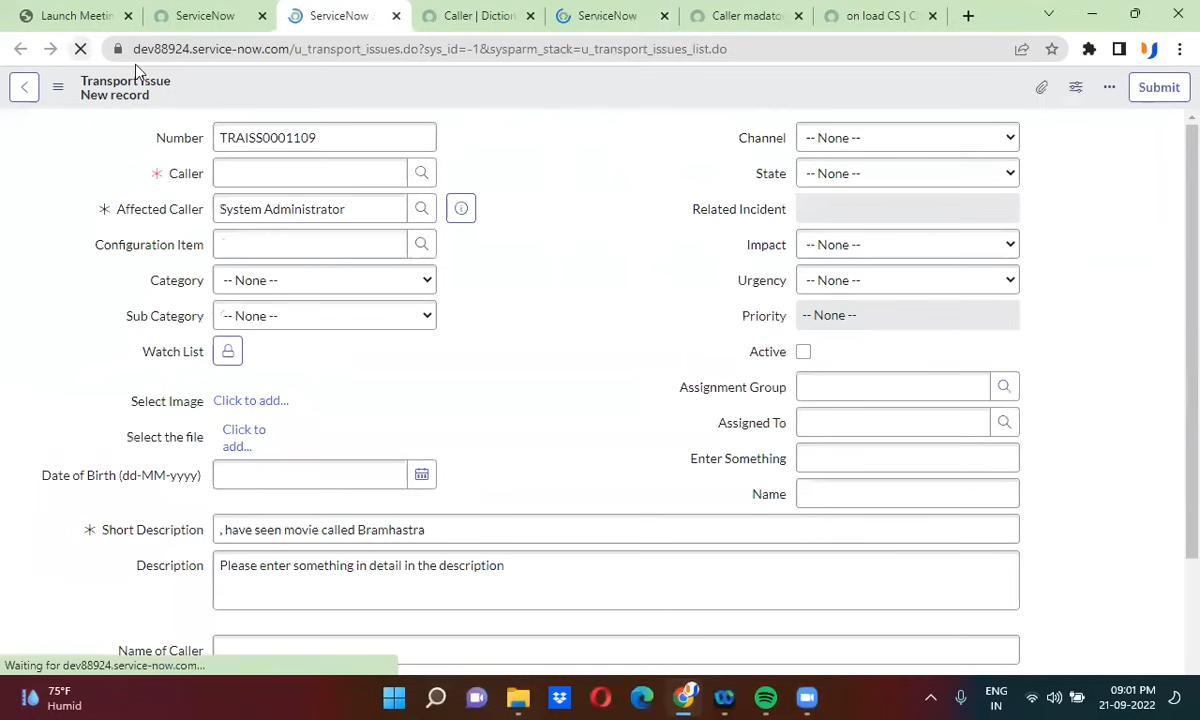 Launch Meeti
ServiceNow
ServiceNow
Caller | Diction
ServiceNow
Caller madato
on load CS | C
dev88924.service-now.com/u_transport_issues.do?sys_id=-1&sysparm_stack=u_transport_issues_list.do
Transport Issue
New record
Submit
Number TRAISS0001109
Channel -- None --
* Caller
State -- None --
* Affected Caller System Administrator
Related Incident
Configuration Item
Impact -- None --
Category -- None --
Urgency -- None --
Sub Category -- None --
Priority -- None --
Watch List
Active
Assignment Group
Select Image Click to add...
Assigned To
Select the file Click to
add...
Enter Something
Date of Birth (dd-MM-yyyy)
Name
* Short Description , have seen movie called Bramhastra
Description Please enter something in detail in the description
Name of Caller
Waiting for dev88924.service-now.com...
75°F
Humid
ENG
IN
09:01 PM
21-09-2022